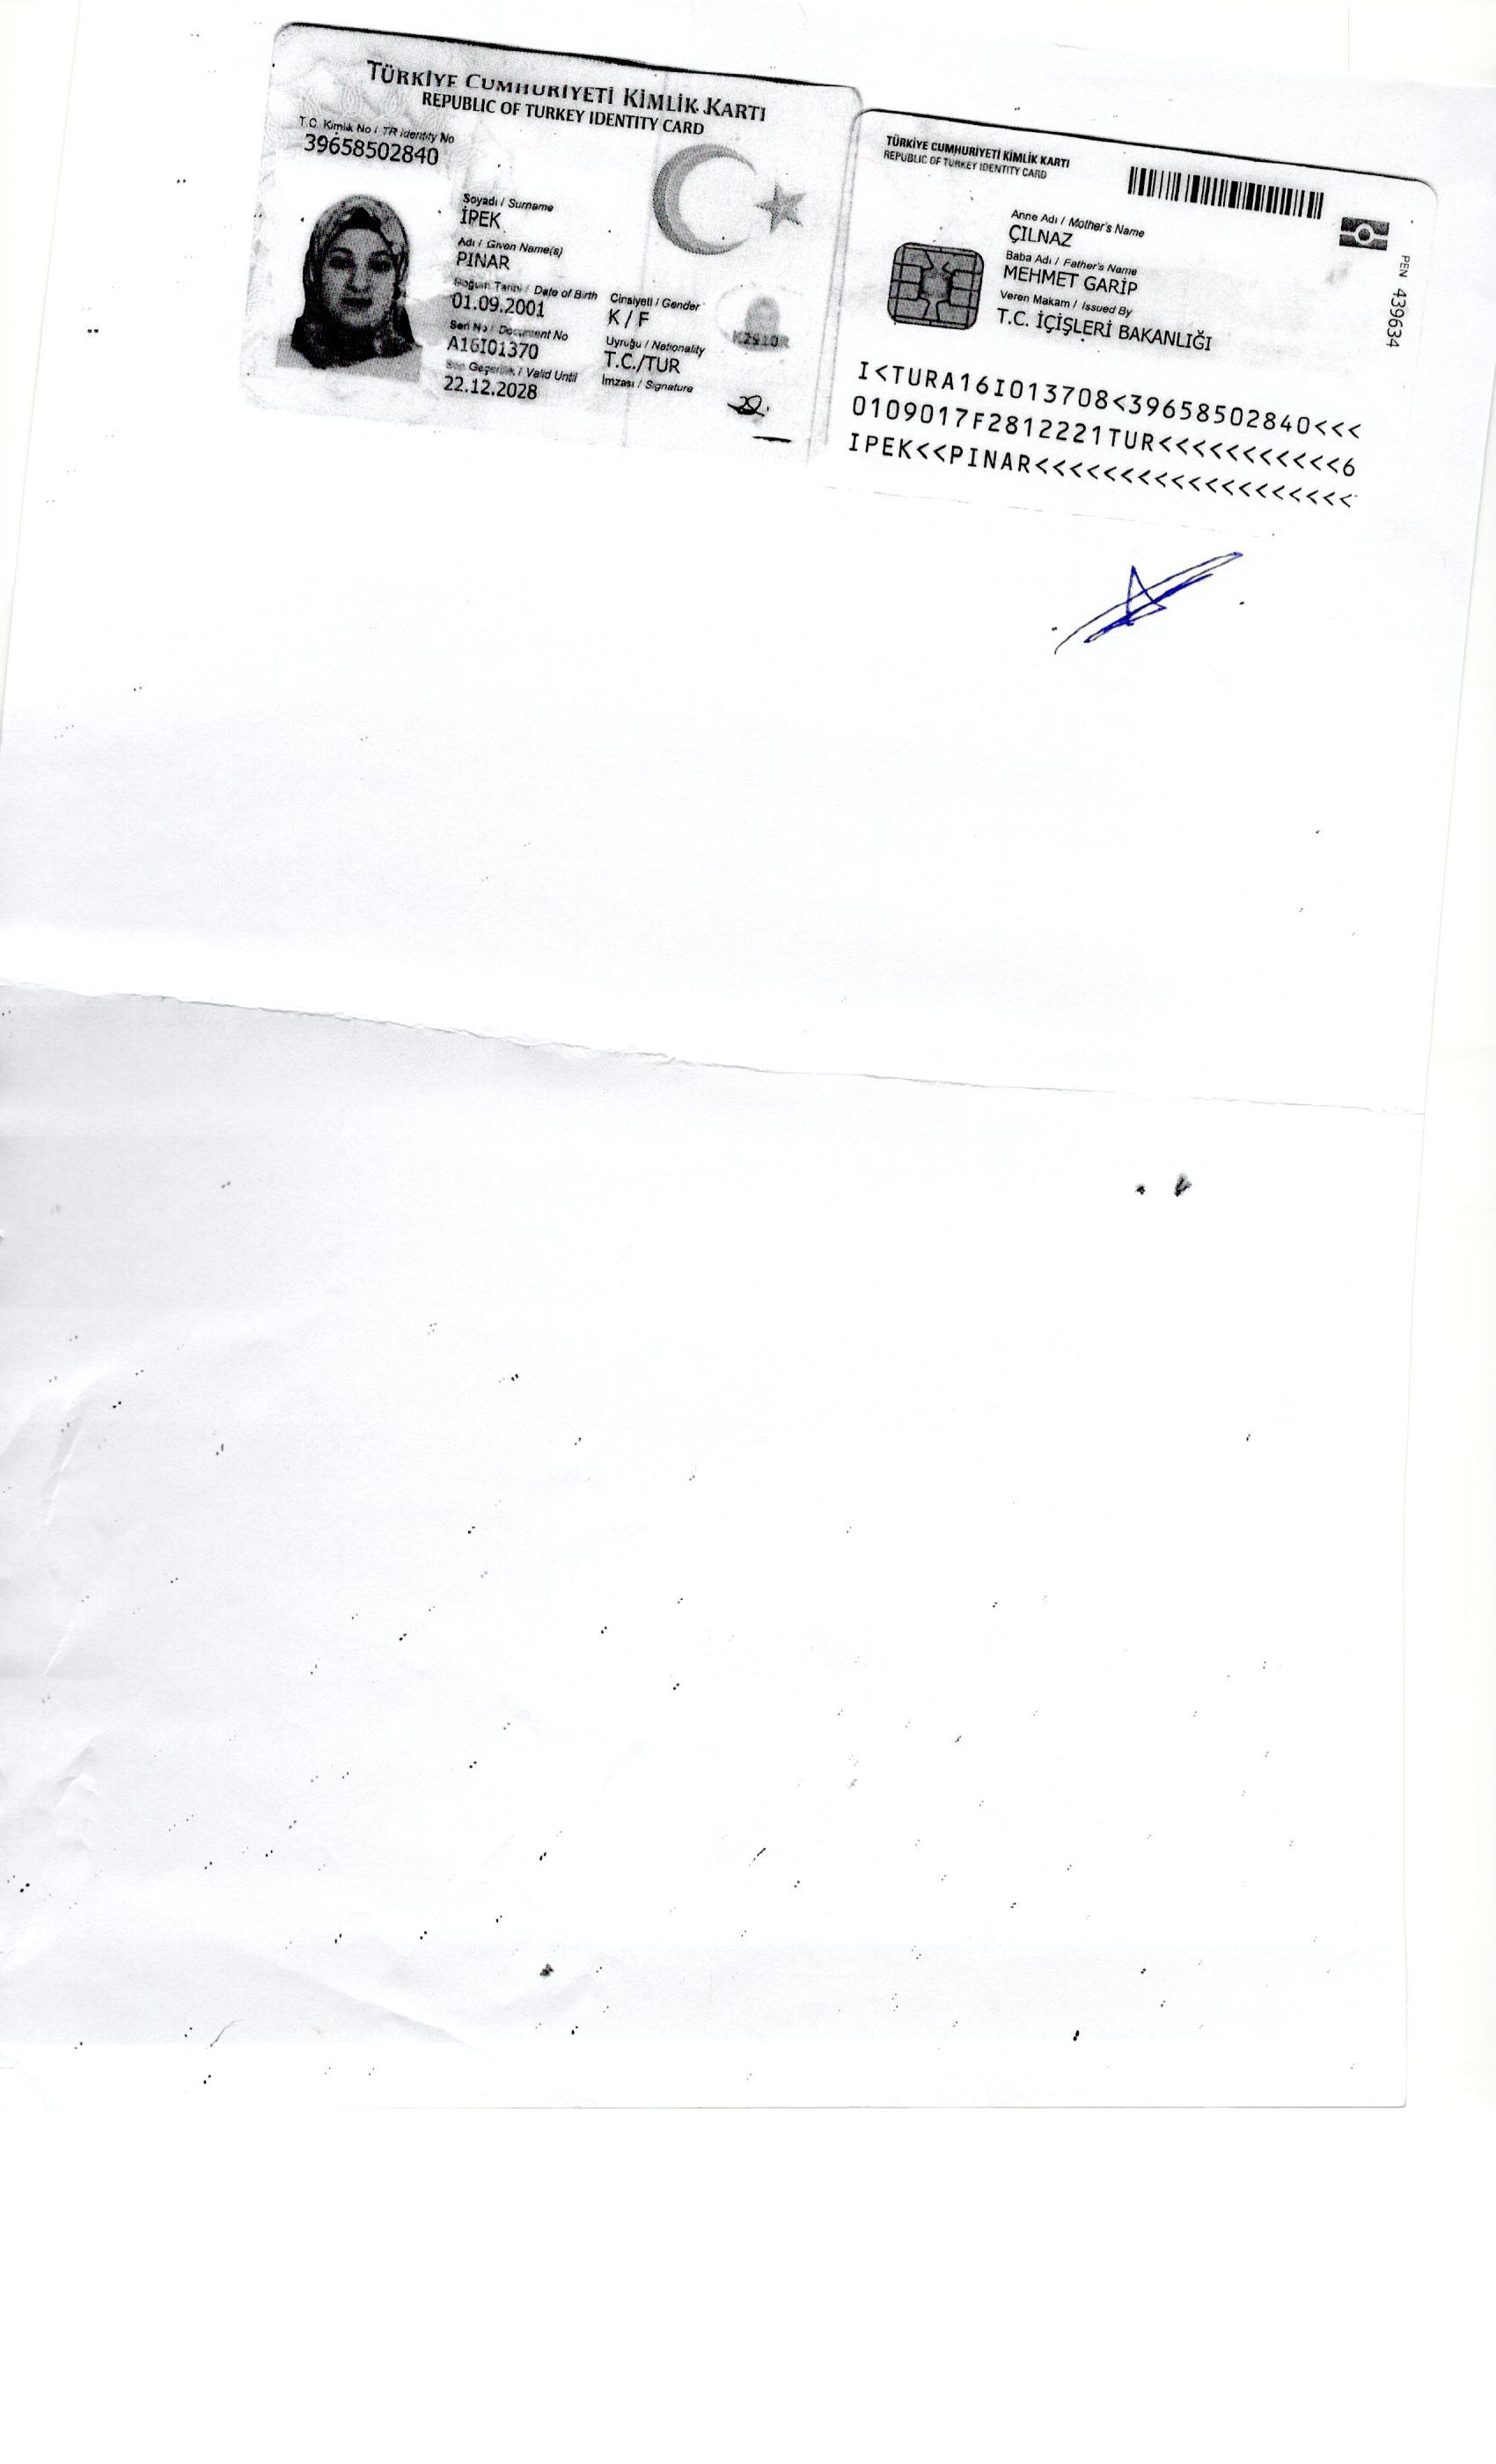 TÜRKİYE CUMHURİYETİ KİMLİK KARTI
REPUBLIC OF TURKEY IDENTITY CARD
T.C. Kimlik No / TR Identity No
39658502840
Soyadı / Surname
İPEK
Adı / Given Name(s)
PINAR
Doğum Tarihi / Date of Birth Cinsiyeti / Gender
01.09.2001 K / F
Seri No / Document No Uyruğu / Nationality
A16I01370 T.C./TUR
Son Geçerlilik / Valid Until İmzası / Signature
22.12.2028
TÜRKİYE CUMHURİYETİ KİMLİK KARTI
REPUBLIC OF TURKEY IDENTITY CARD
Anne Adı / Mother's Name
ÇILNAZ
Baba Adı / Father's Name
MEHMET GARİP
Veren Makam / Issued By
T.C. İÇİŞLERİ BAKANLIĞI
PEN 439634
I<TURA16I013708<39658502840<<<
0109017F2812221TUR<<<<<<<<<<<6
IPEK<<PINAR<<<<<<<<<<<<<<<<<<<